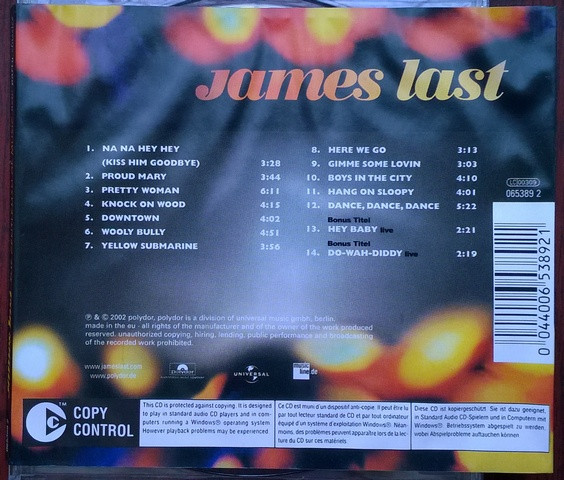 James last
1. NA NA HEY HEY
(KISS HIM GOODBYE) 3:28
2. PROUD MARY 3:44
3. PRETTY WOMAN 6:11
4. KNOCK ON WOOD 4:15
5. DOWNTOWN 4:02
6. WOOLY BULLY 4:51
7. YELLOW SUBMARINE 3:56
8. HERE WE GO 3:13
9. GIMME SOME LOVIN 3:03
10. BOYS IN THE CITY 4:10
11. HANG ON SLOOPY 4:01
12. DANCE, DANCE, DANCE 5:22
Bonus Titel
13. HEY BABY live 2:21
Bonus Titel
14. DO-WAH-DIDDY live 2:19
LC00309
065389 2
0 044006 538921
℗ & © 2002 polydor, polydor is a division of universal music gmbh, berlin.
made in the eu · all rights of the manufacturer and of the owner of the work produced
reserved. unauthorized copying, hiring, lending, public performance and broadcasting
of the recorded work prohibited.
www.jameslast.com
www.polydor.de
Polydor
UNIVERSAL
COPY
CONTROL
TM
This CD is protected against copying. It is designed
to play in standard audio CD players and in com-
puters running a Windows® operating system
However playback problems may be experienced.
Ce CD est muni d'un dispositif anti-copie. Il peut être lu
par tout lecteur standard de CD et par tout ordinateur
équipé d'un système d'exploitation Windows®. Néan-
moins, des problèmes peuvent apparaître lors de la lec-
ture du CD sur ces matériels.
Diese CD ist kopergeschützt. Sie ist dazu geeignet,
in Standard Audio CD-Spielern und in Computern mit
Windows® Betriebssystem abgespielt zu werden,
wobei Abspielprobleme auftauchen können